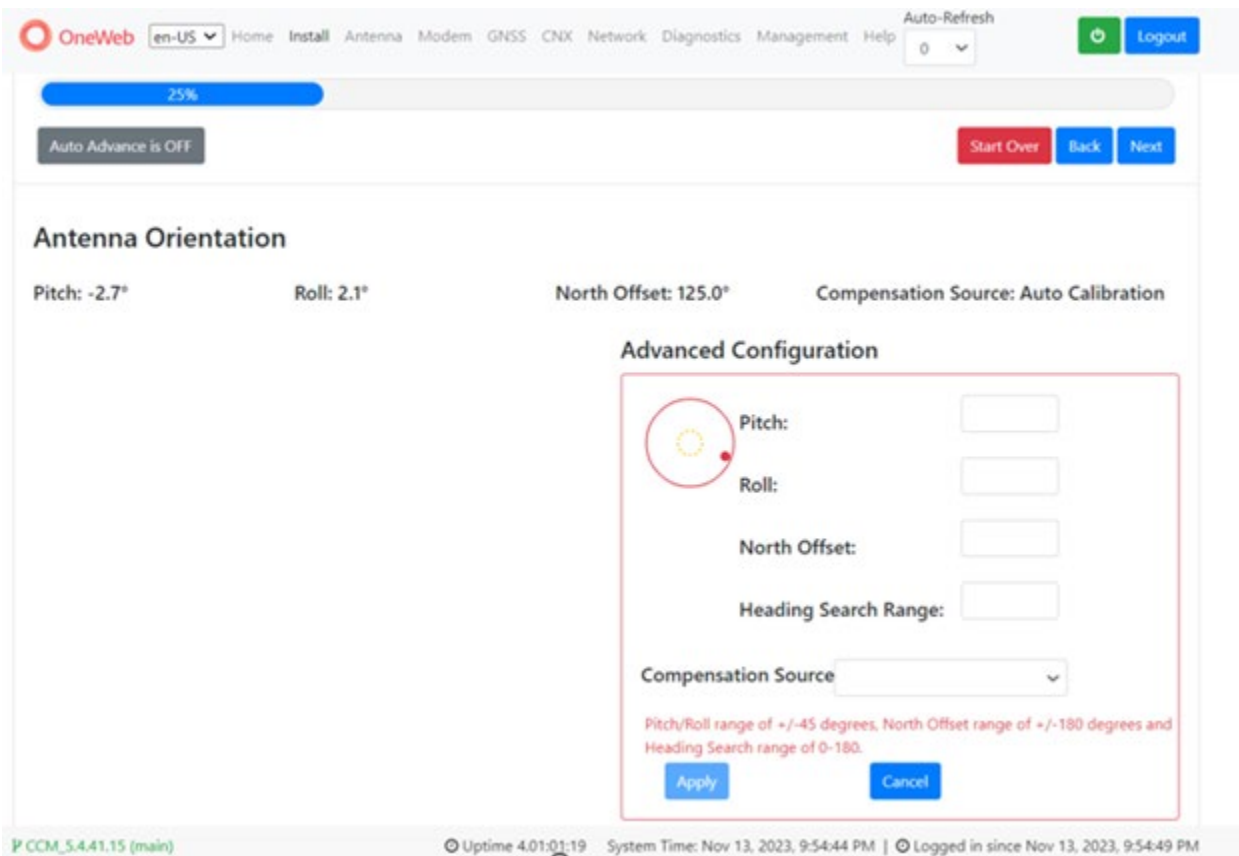 Auto-Refresh
OneWeb en-US Home Install Antenna Modem GNSS CNX Network Diagnostics Management Help 0 Logout
25%
Auto Advance is OFF Start Over Back Next
Antenna Orientation
Pitch: -2.7° Roll: 2.1° North Offset: 125.0° Compensation Source: Auto Calibration
Advanced Configuration
Pitch:
Roll:
North Offset:
Heading Search Range:
Compensation Source
Pitch/Roll range of +/-45 degrees, North Offset range of +/-180 degrees and
Heading Search range of 0-180.
Apply Cancel
CCM_5.4.41.15 (main) Uptime 4.01:01:19 System Time: Nov 13, 2023, 9:54:44 PM | Logged in since Nov 13, 2023, 9:54:49 PM